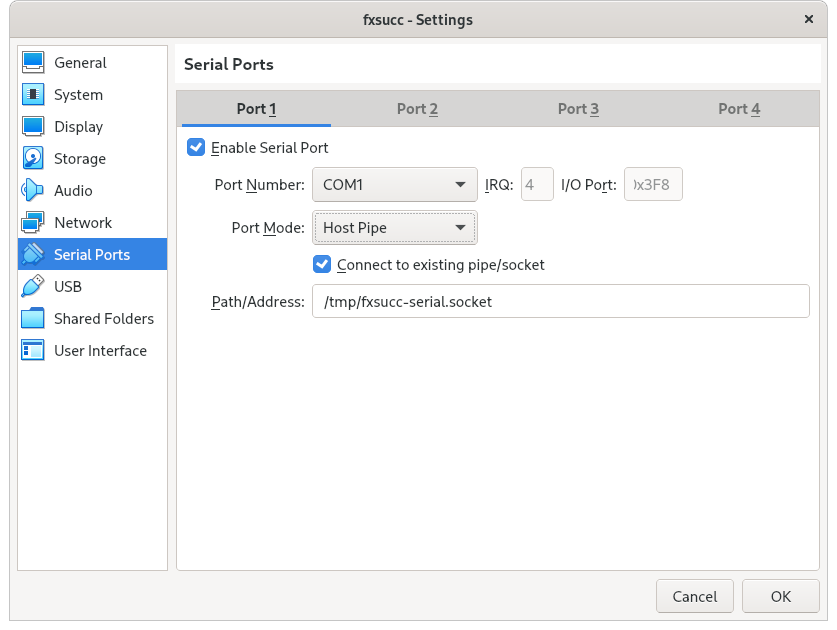 fxsucc - Settings
General
System
Display
Storage
Audio
Network
Serial Ports
USB
Shared Folders
User Interface
Serial Ports
Port 1 Port 2 Port 3 Port 4
Enable Serial Port
Port Number: COM1 IRQ: 4 I/O Port: 0x3F8
Port Mode: Host Pipe
Connect to existing pipe/socket
Path/Address: /tmp/fxsucc-serial.socket
Cancel OK